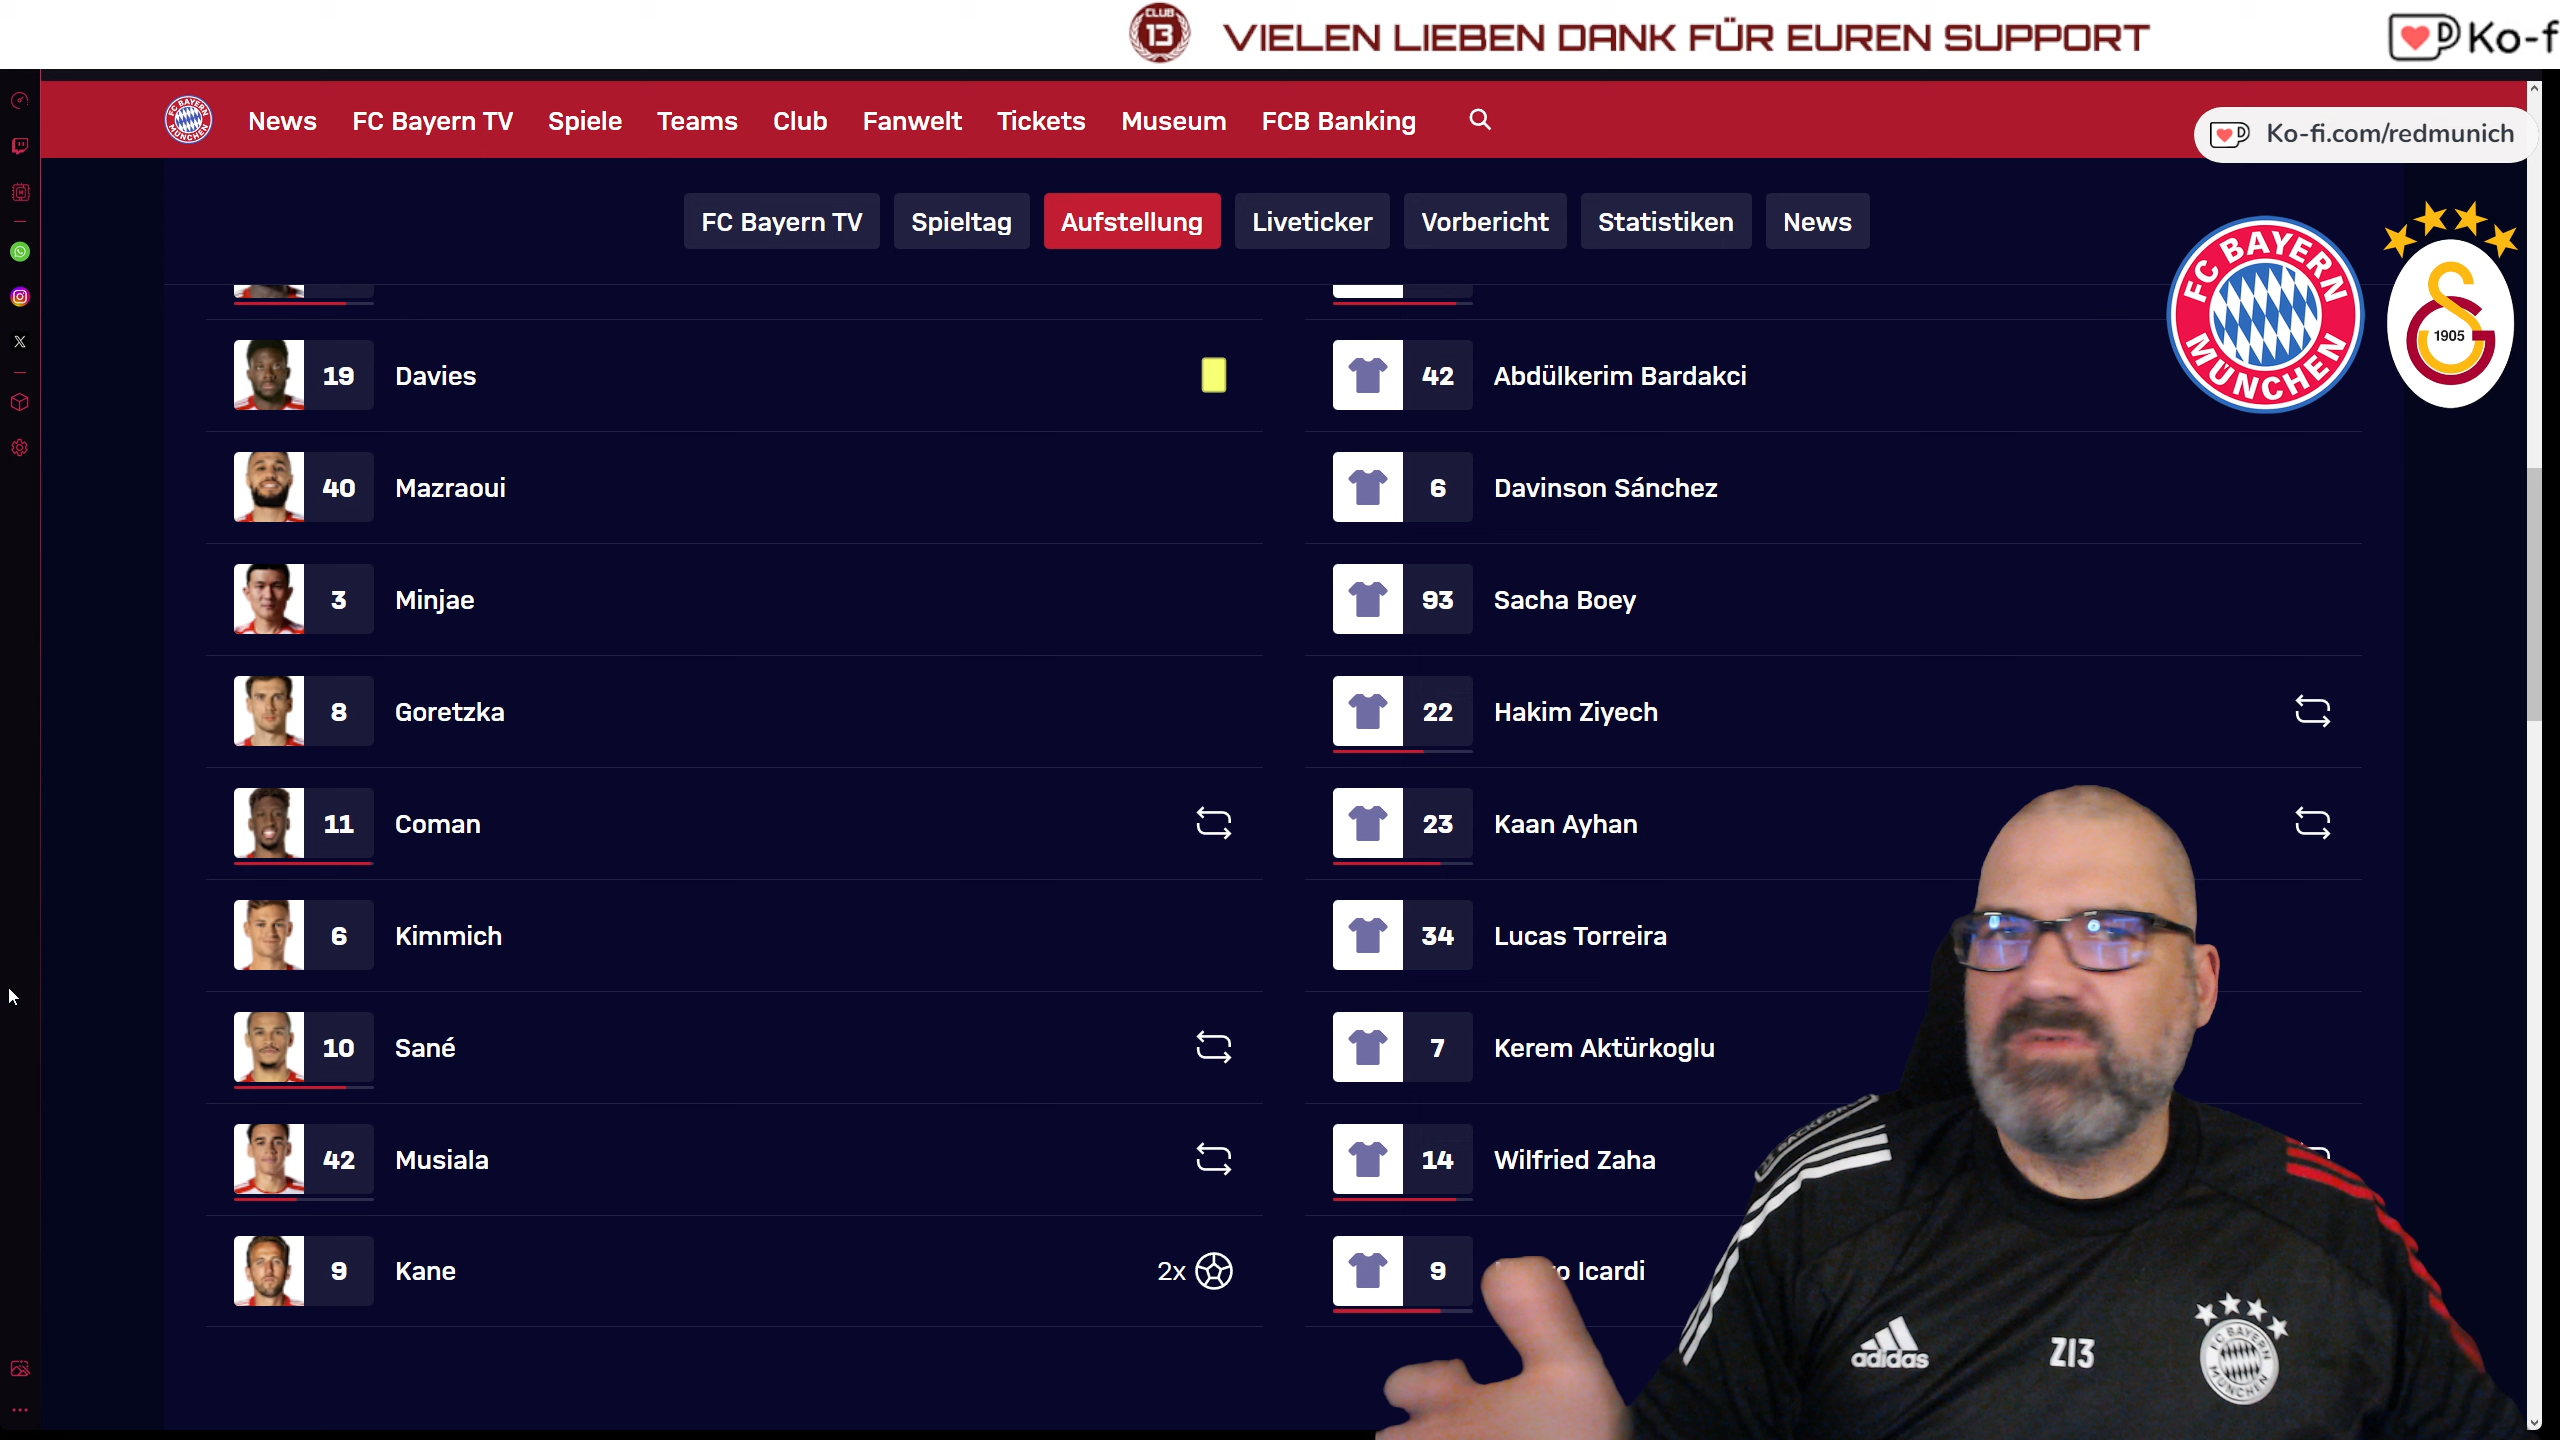 CLUB 13 VIELEN LIEBEN DANK FÜR EUREN SUPPORT Ko-f
News FC Bayern TV Spiele Teams Club Fanwelt Tickets Museum FCB Banking
Ko-fi.com/redmunich
FC Bayern TV Spieltag Aufstellung Liveticker Vorbericht Statistiken News
FC BAYERN MÜNCHEN
1905
19 Davies
42 Abdülkerim Bardakci
40 Mazraoui
6 Davinson Sánchez
3 Minjae
93 Sacha Boey
8 Goretzka
22 Hakim Ziyech
11 Coman
23 Kaan Ayhan
6 Kimmich
34 Lucas Torreira
10 Sané
7 Kerem Aktürkoglu
42 Musiala
14 Wilfried Zaha
9 Kane 2x
9 Icardi
BACKFORCE
adidas
Z13
FC BAYERN MÜNCHEN